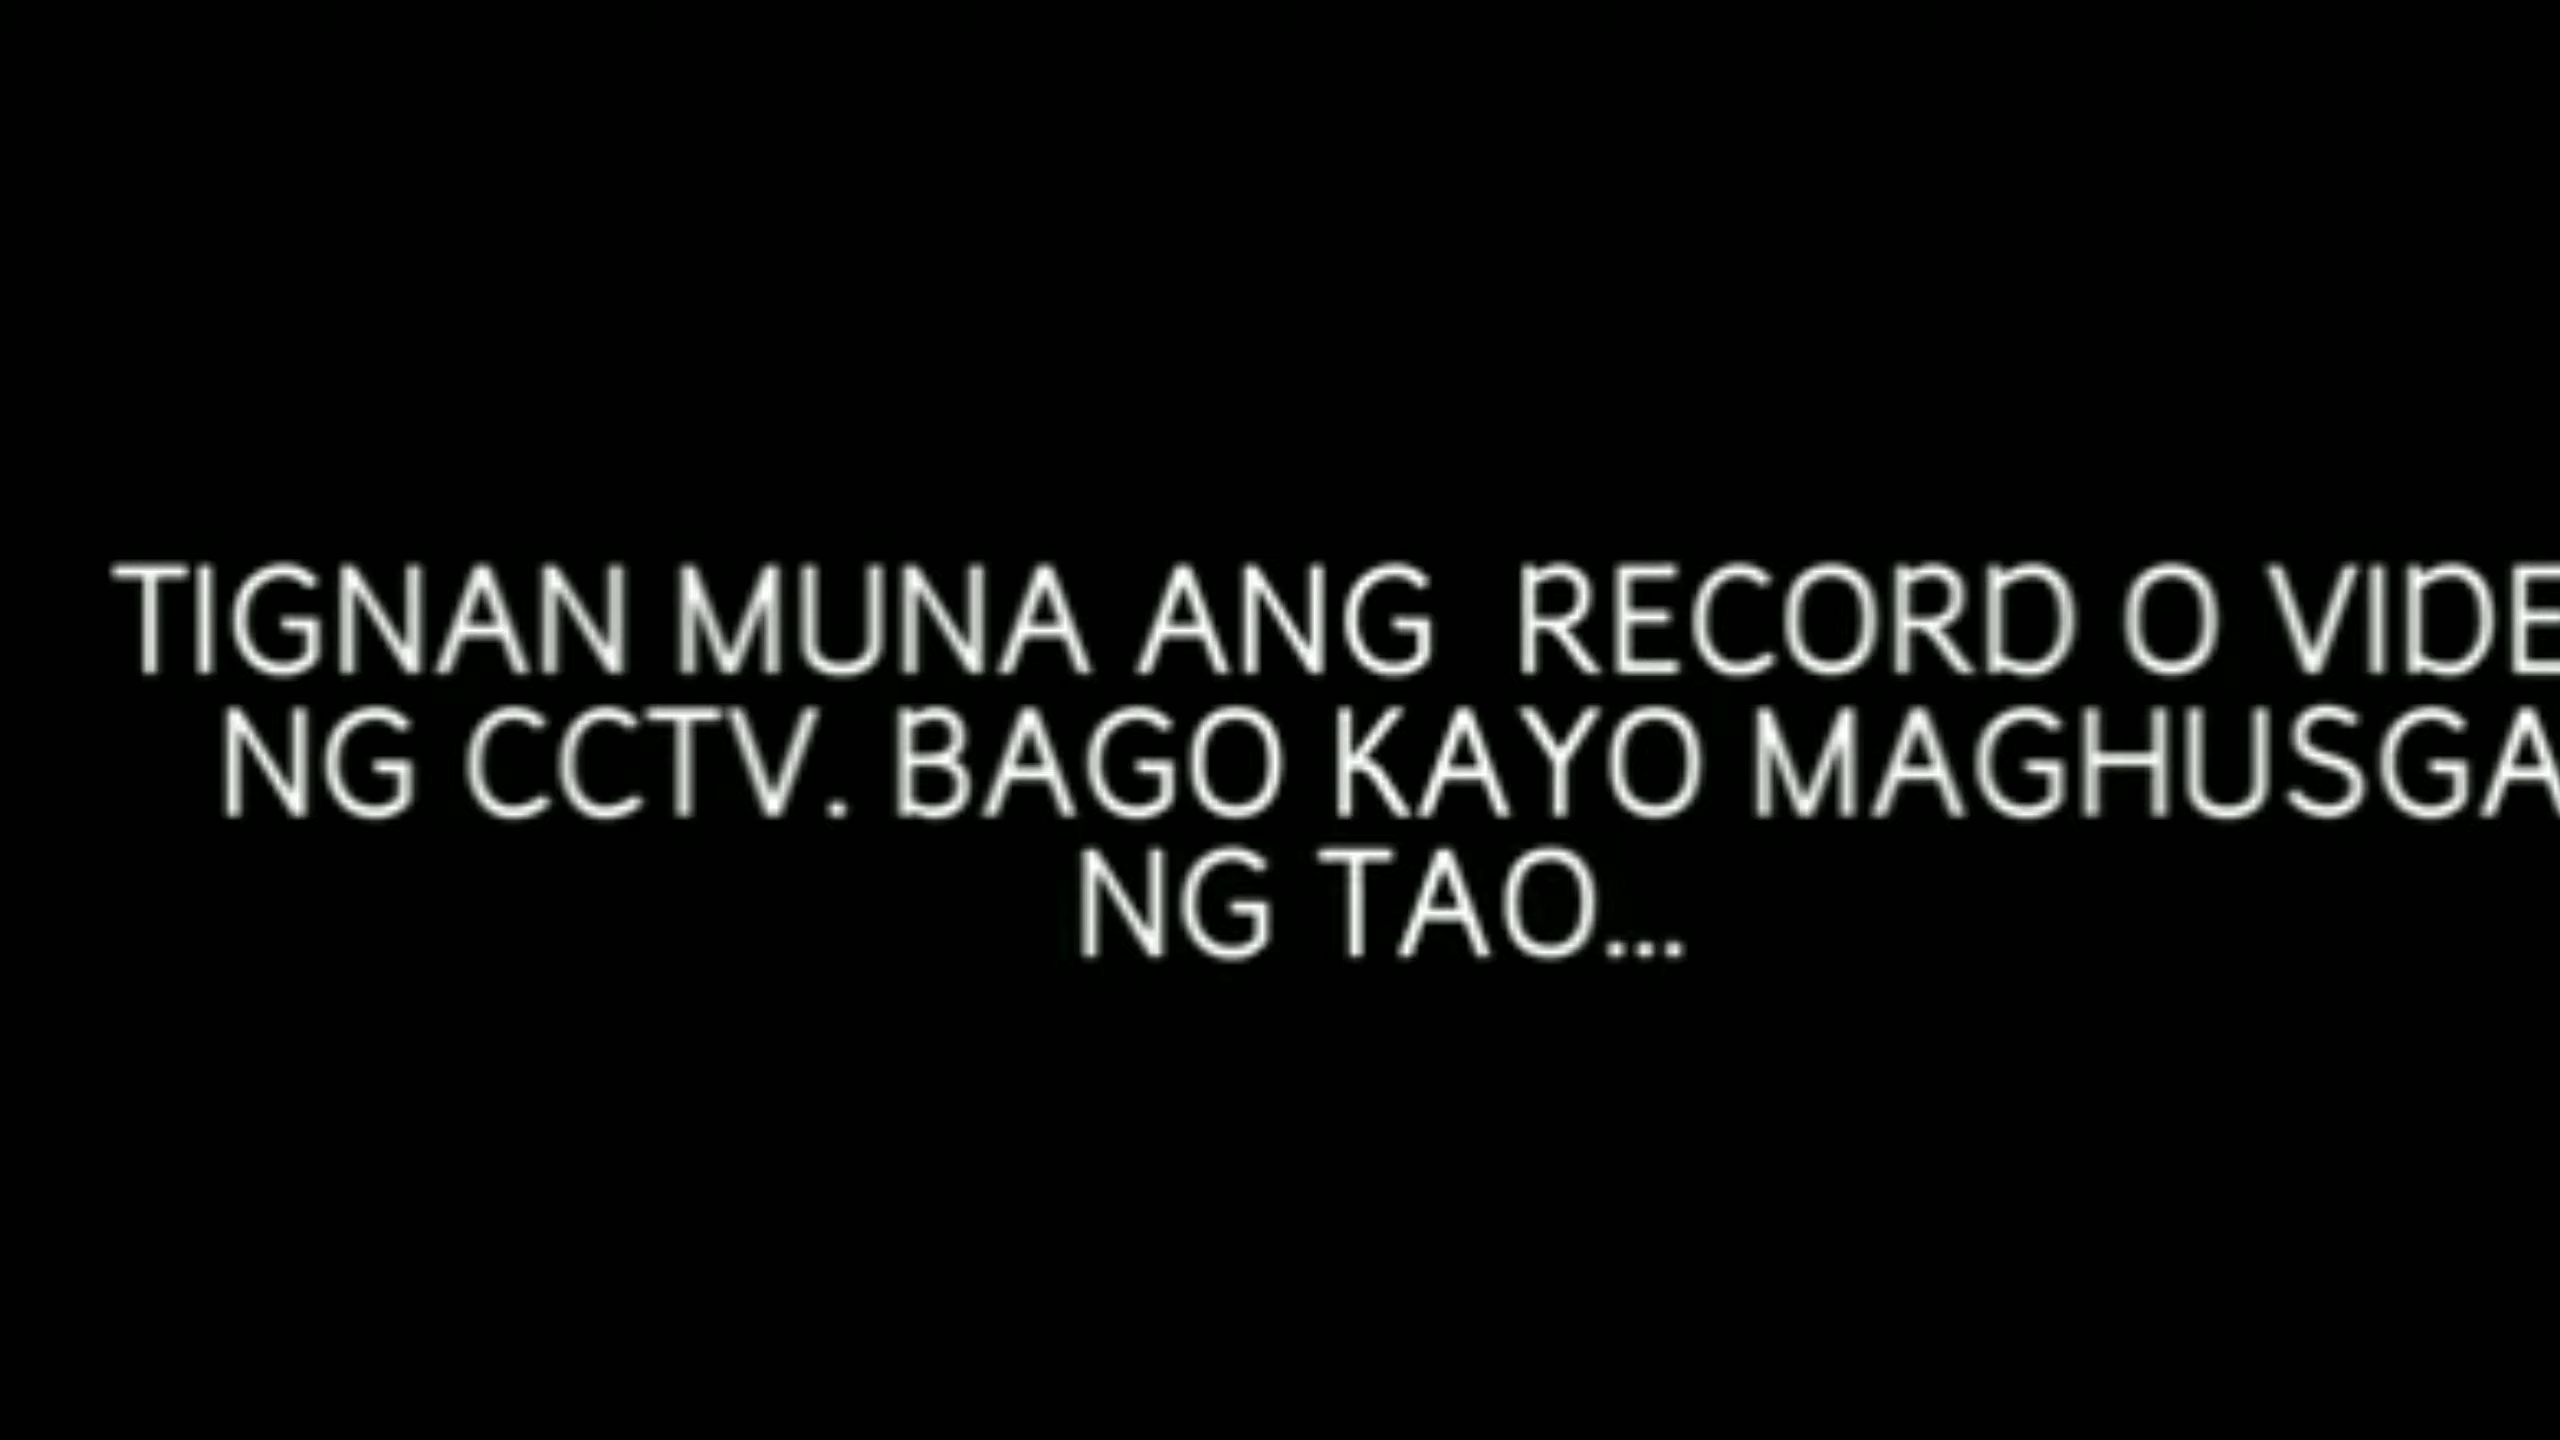 TIGNAN MUNA ANG  RECORD O VIDE
NG CCTV. BAGO KAYO MAGHUSGA
NG TAO...